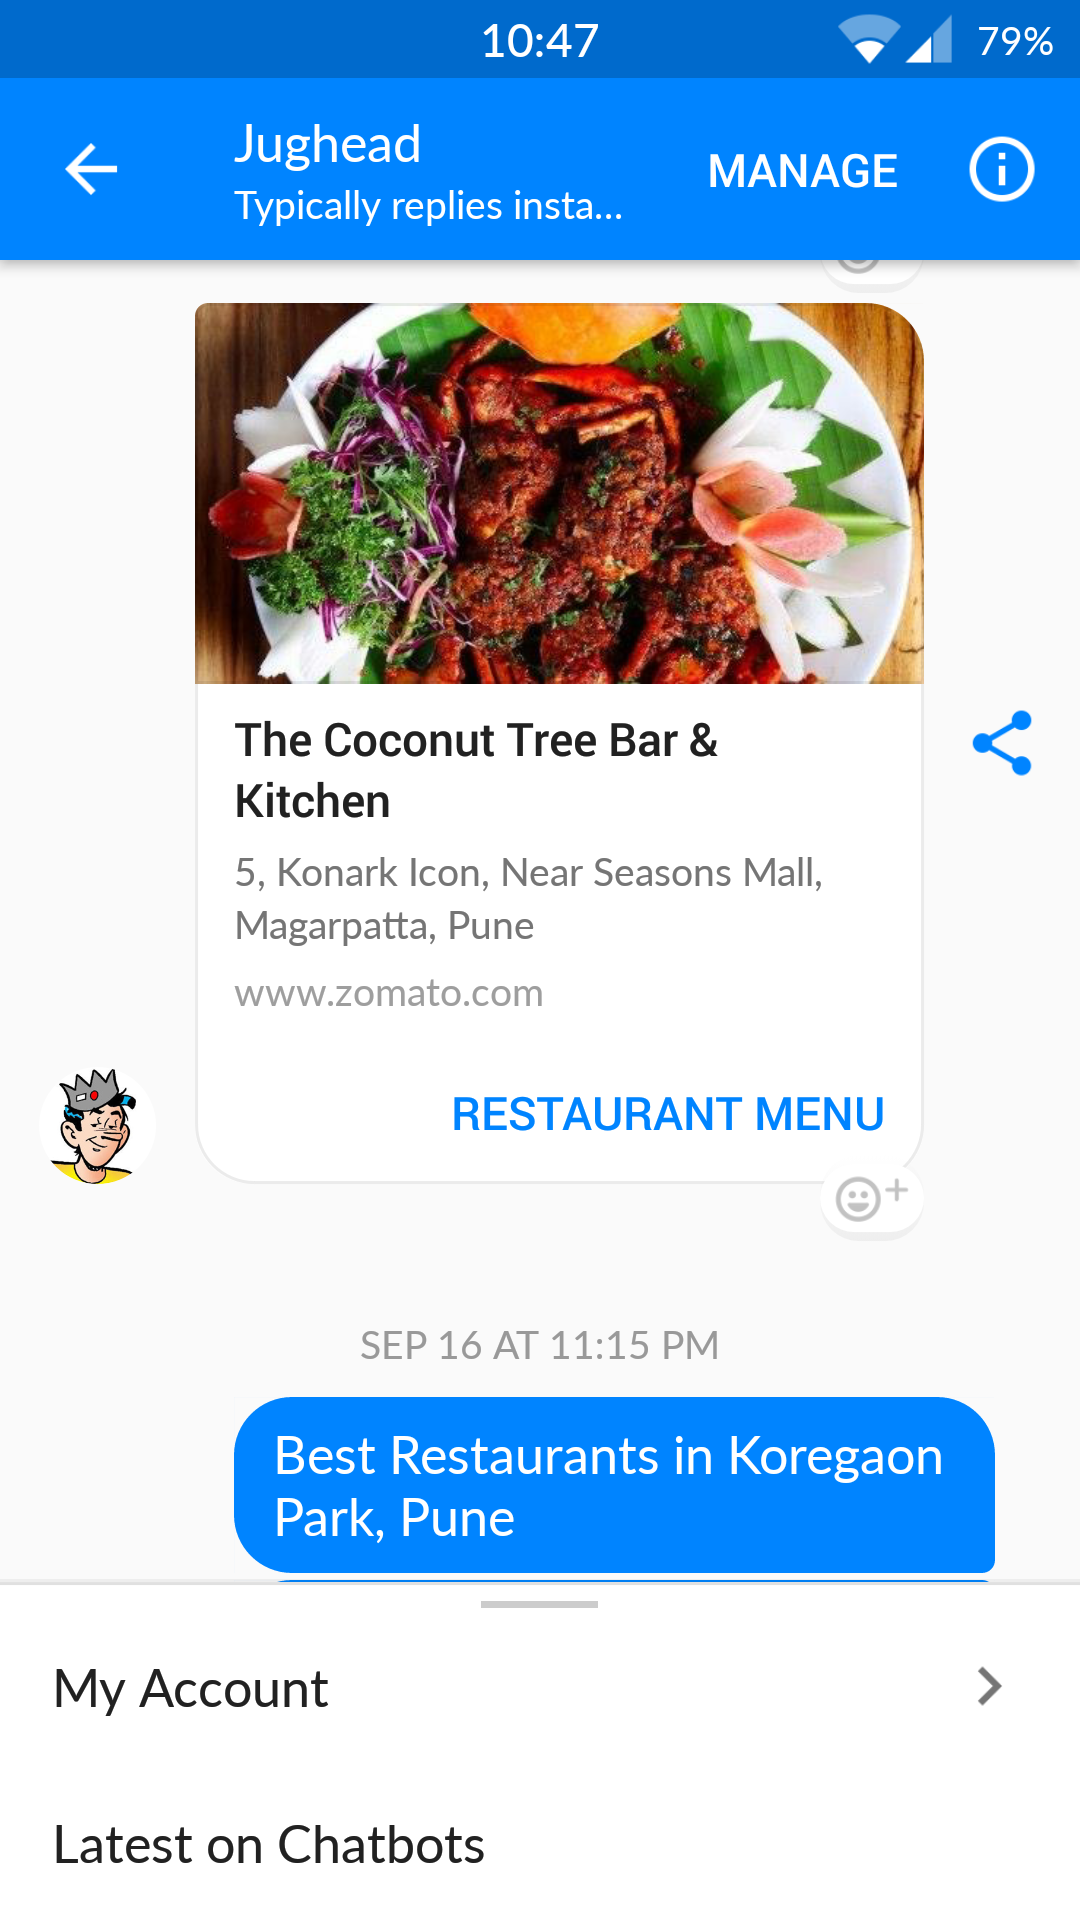 10:47
79%
Jughead
Typically replies insta...
MANAGE
The Coconut Tree Bar &
Kitchen
5, Konark Icon, Near Seasons Mall,
Magarpatta, Pune
www.zomato.com
RESTAURANT MENU
SEP 16 AT 11:15 PM
Best Restaurants in Koregaon
Park, Pune
My Account
Latest on Chatbots